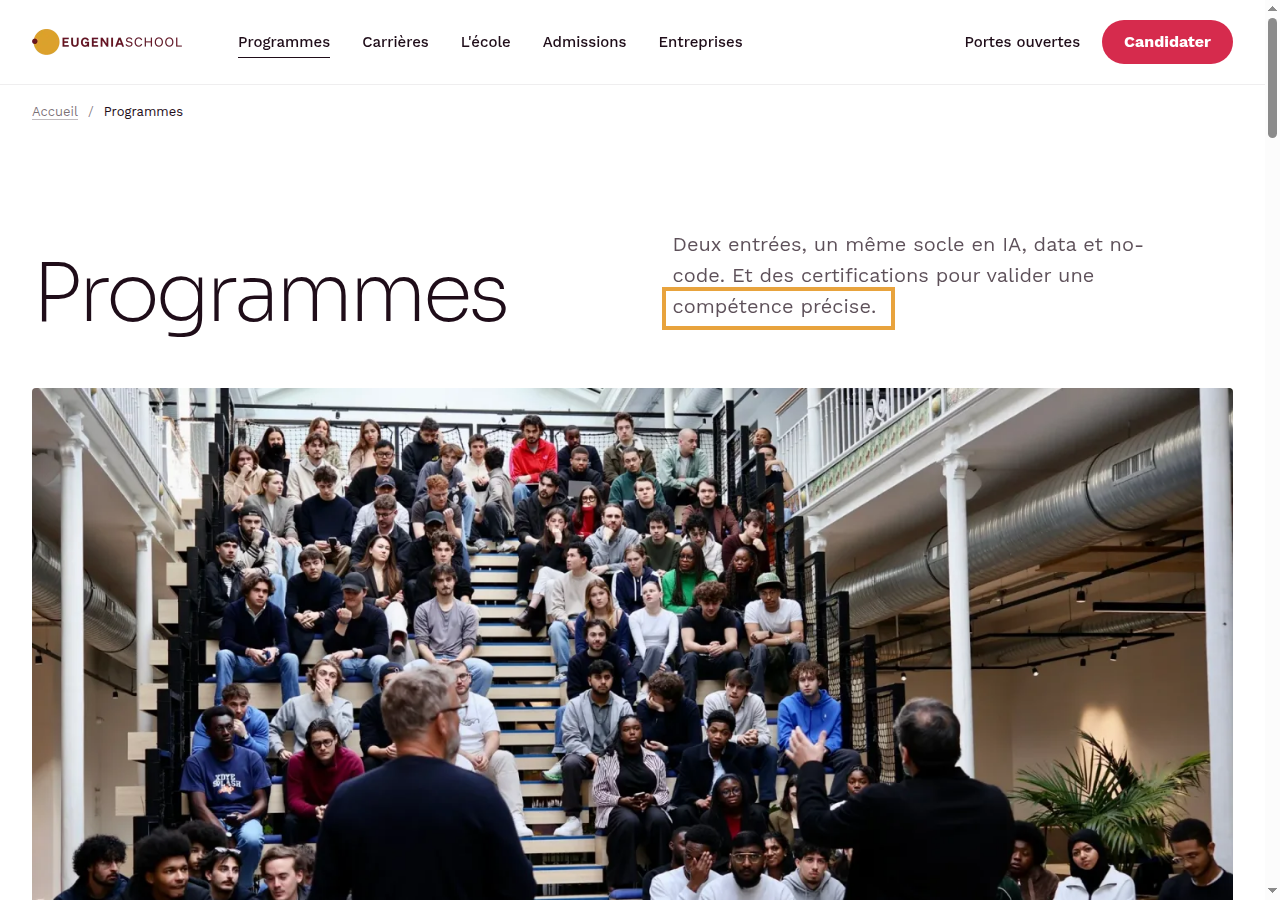 EUGENIASCHOOL
Programmes
Carrières
L'école
Admissions
Entreprises
Portes ouvertes
Candidater
Accueil / Programmes
Programmes
Deux entrées, un même socle en IA, data et no-
code. Et des certifications pour valider une
compétence précise.